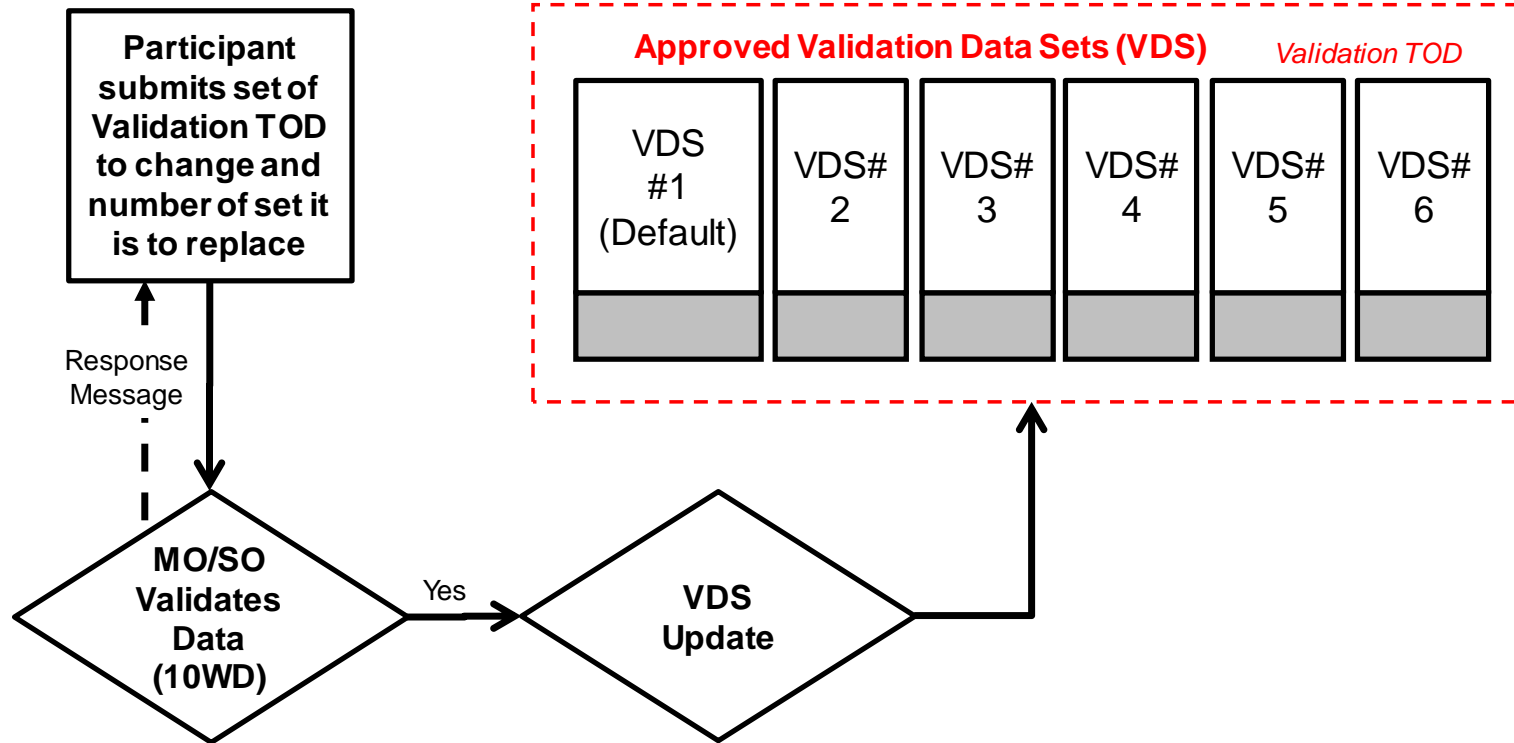 Participant
submits set of
Validation TOD
to change and
number of set it
is to replace
Approved Validation Data Sets (VDS)
Validation TOD
VDS
#1
(Default)
VDS#
2
VDS#
3
VDS#
4
VDS#
5
VDS#
6
Response
Message
MO/SO
Validates
Data
(10WD)
Yes
VDS
Update